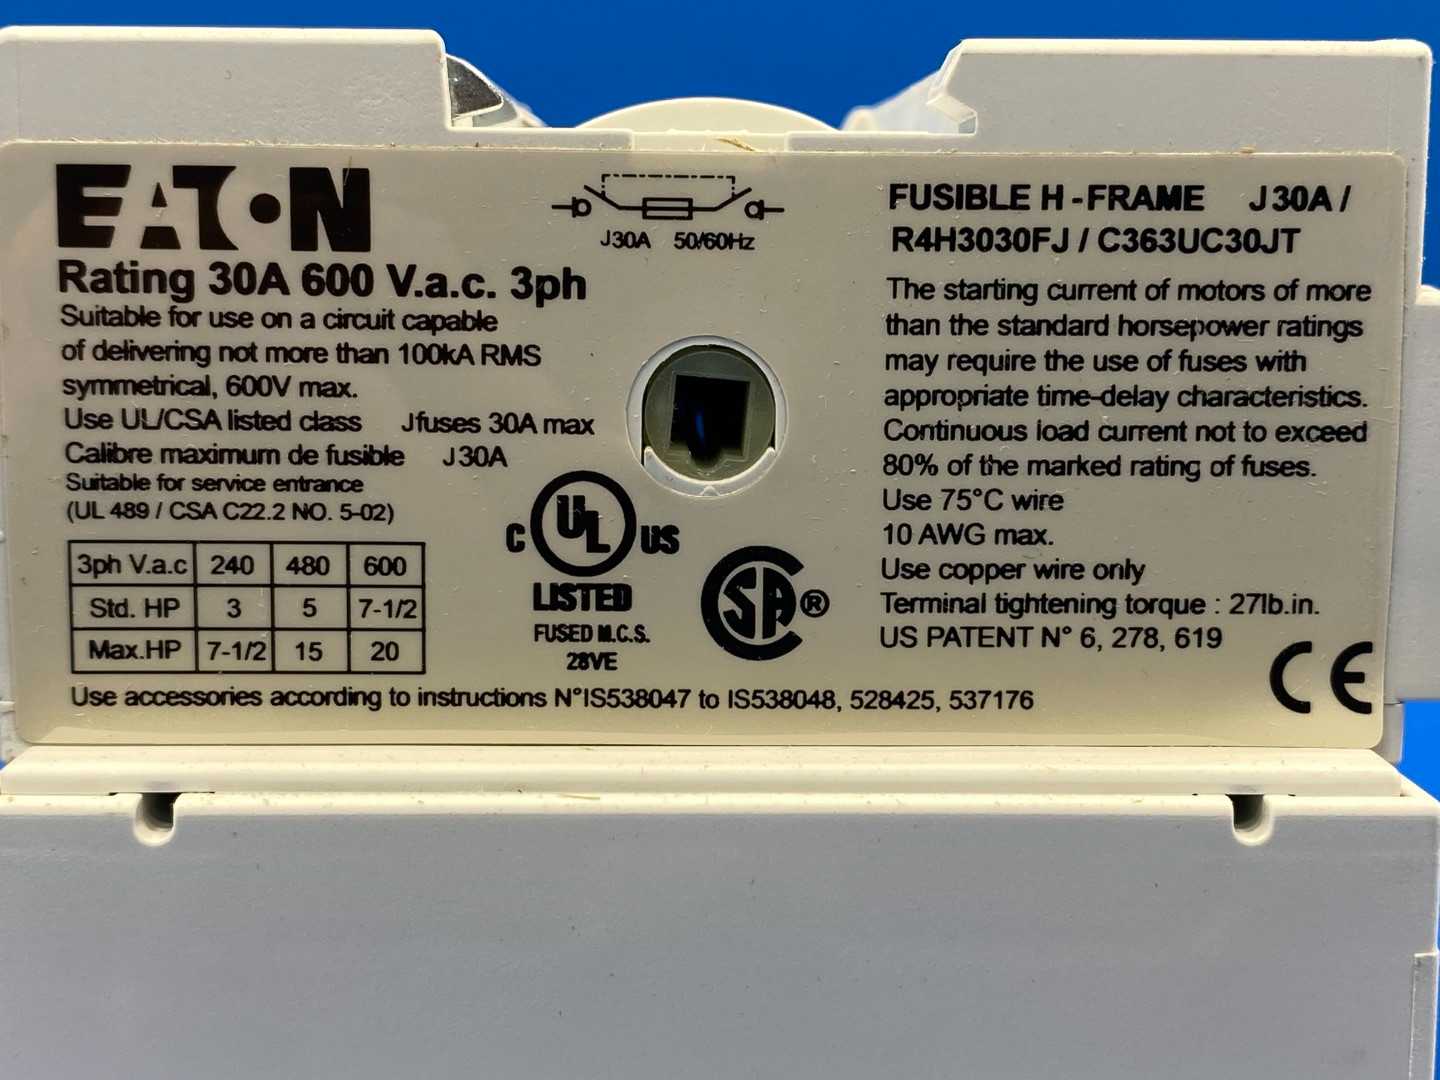 EATON
Rating 30A 600 V.a.c. 3ph
Suitable for use on a circuit capable
of delivering not more than 100kA RMS
symmetrical, 600V max.
Use UL/CSA listed class J fuses 30A max
Calibre maximum de fusible J 30A
Suitable for service entrance
(UL 489 / CSA C22.2 NO. 5-02)
3ph V.a.c 240 480 600
Std. HP 3 5 7-1/2
Max.HP 7-1/2 15 20
Use accessories according to instructions N°IS538047 to IS538048, 528425, 537176
J30A 50/60Hz
C UL US
LISTED
FUSED M.C.S.
28VE
SA ®
FUSIBLE H-FRAME J 30A /
R4H3030FJ / C363UC30JT
The starting current of motors of more
than the standard horsepower ratings
may require the use of fuses with
appropriate time-delay characteristics.
Continuous load current not to exceed
80% of the marked rating of fuses.
Use 75°C wire
10 AWG max.
Use copper wire only
Terminal tightening torque : 27lb.in.
US PATENT N° 6, 278, 619
CE